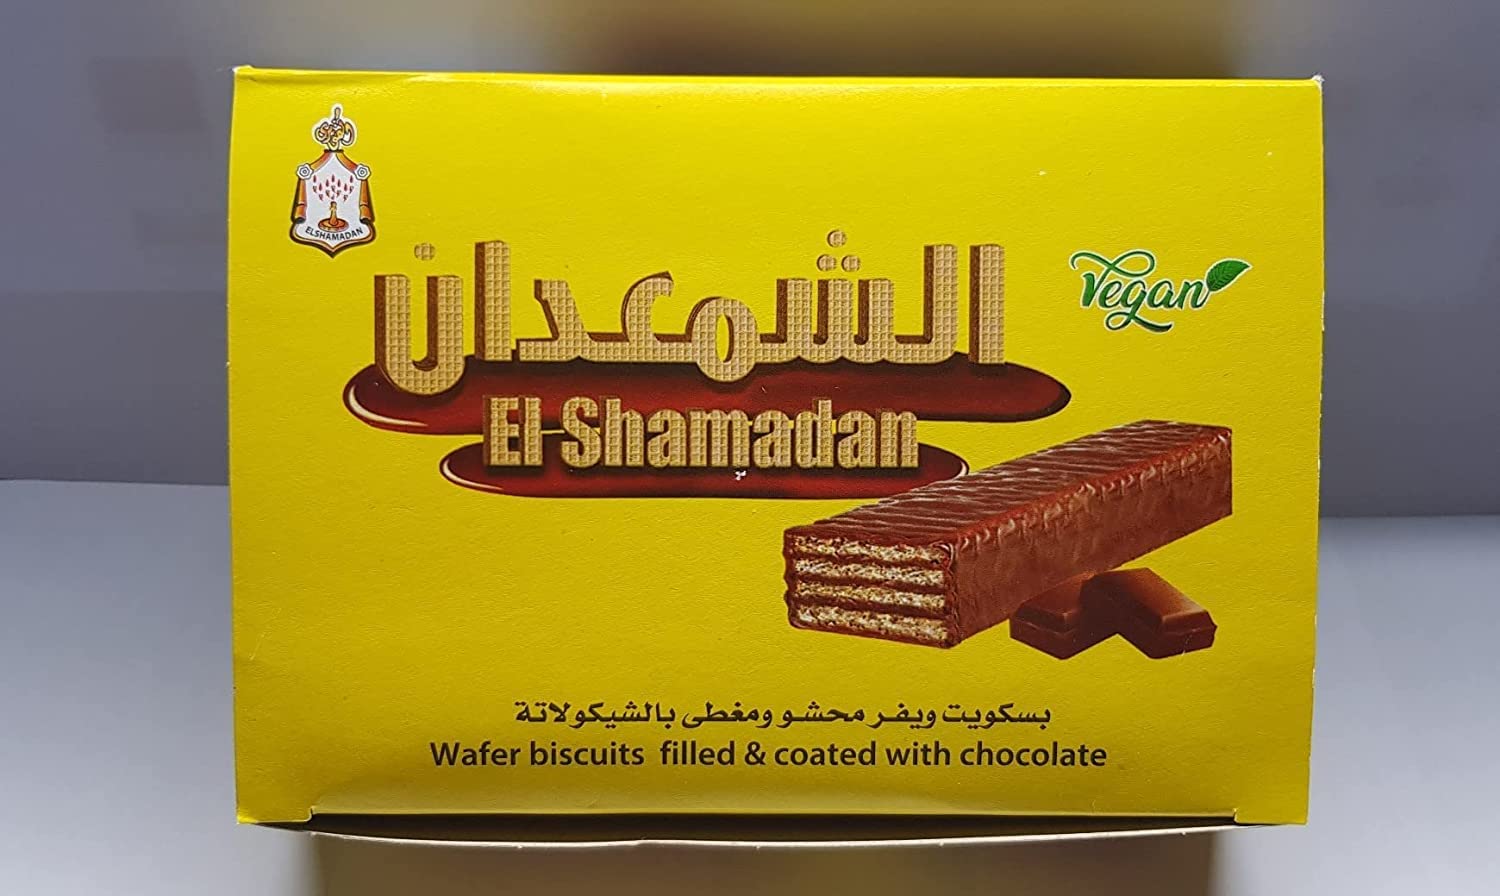 ELSHAMADAN
الشمعدان
Vegan
El-Shamadan
بسكويت ويفر محشو ومغطى بالشيكولاتة
Wafer biscuits filled & coated with chocolate